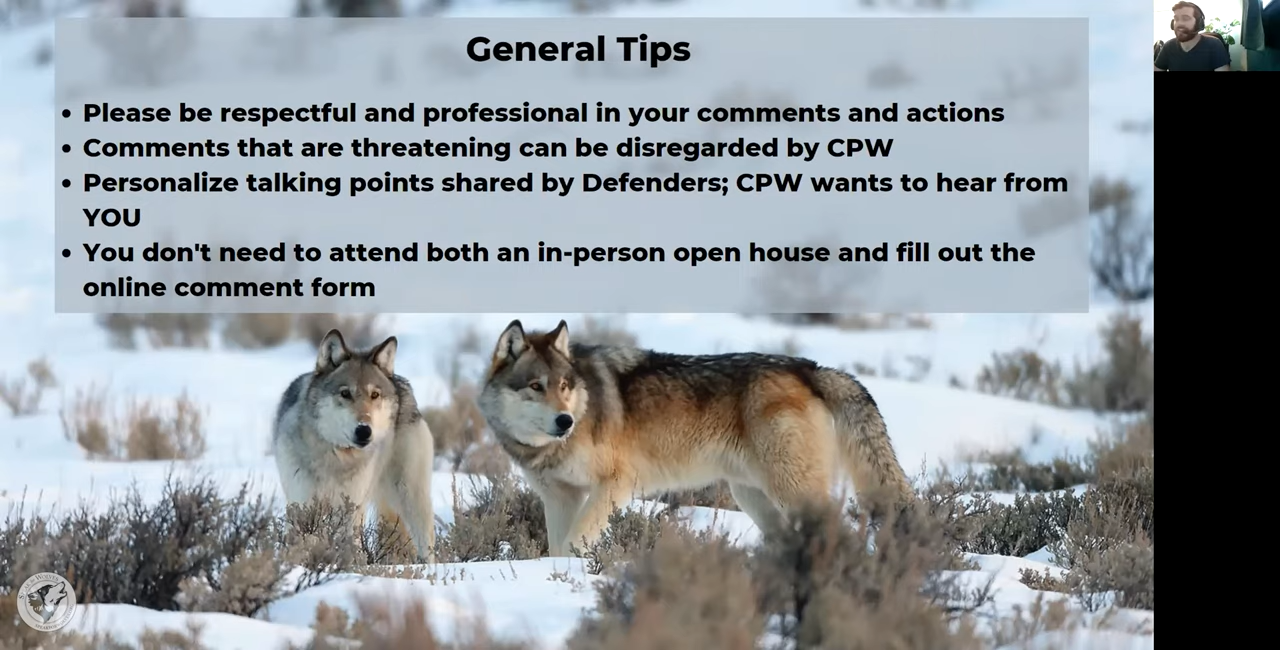 General Tips
• Please be respectful and professional in your comments and actions
• Comments that are threatening can be disregarded by CPW
• Personalize talking points shared by Defenders; CPW wants to hear from
YOU
• You don't need to attend both an in-person open house and fill out the
online comment form